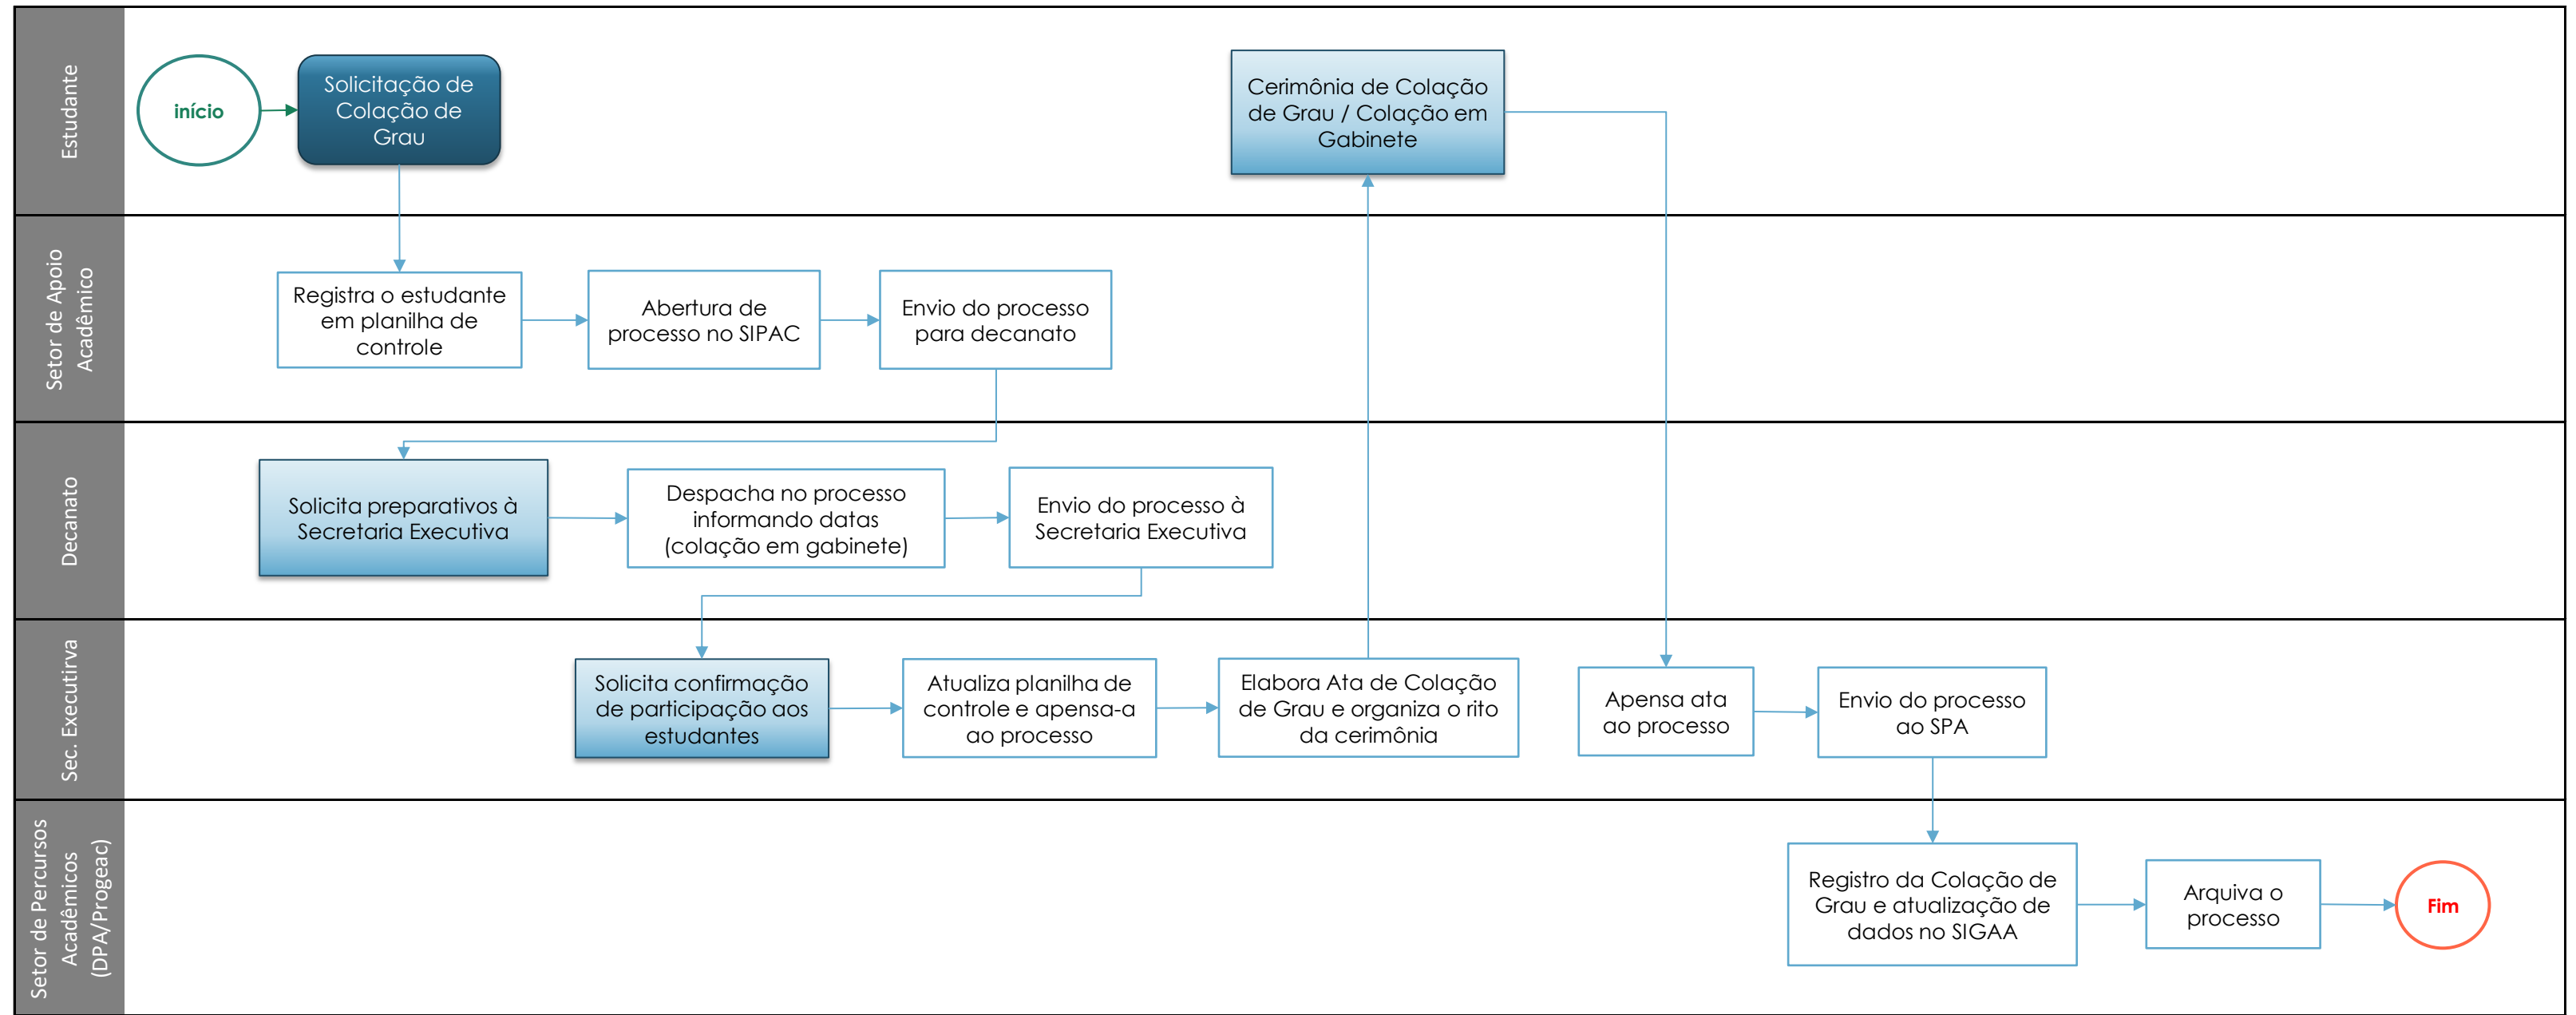 Estudante
início
Solicitação de
Colação de
Grau
Cerimônia de Colação
de Grau / Colação em
Gabinete
Setor de Apoio
Acadêmico
Registra o estudante
em planilha de
controle
Abertura de
processo no SIPAC
Envio do processo
para decanato
Decanato
Solicita preparativos à
Secretaria Executiva
Despacha no processo
informando datas
(colação em gabinete)
Envio do processo à
Secretaria Executiva
Sec. Executirva
Solicita confirmação
de participação aos
estudantes
Atualiza planilha de
controle e apensa-a
ao processo
Elabora Ata de Colação
de Grau e organiza o rito
da cerimônia
Apensa ata
ao processo
Envio do processo
ao SPA
Setor de Percursos
Acadêmicos
(DPA/Progeac)
Registro da Colação de
Grau e atualização de
dados no SIGAA
Arquiva o
processo
Fim